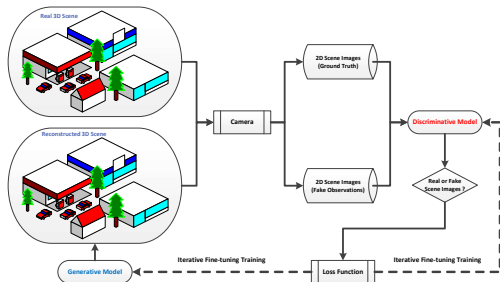 Real 3D Scene
2D Scene Images
(Ground Truth)
Camera
Discriminative Model
Reconstructed 3D Scene
2D Scene Images
(Fake Observations)
Real or Fake
Scene Images ?
Iterative Fine-tuning Training
Iterative Fine-tuning Training
Generative Model
Loss Function